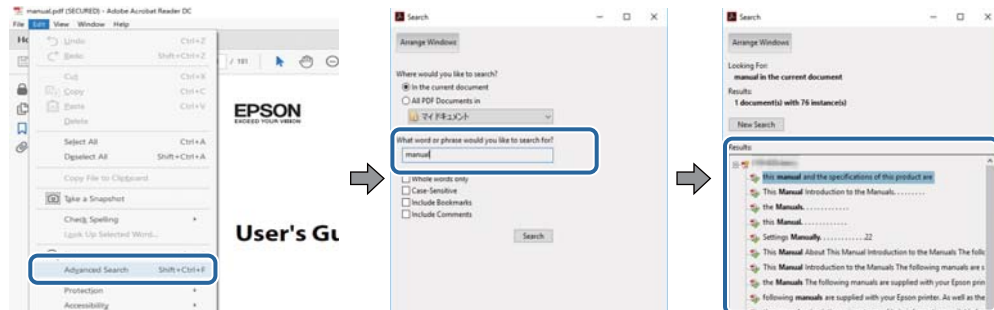 manual.pdf (SECURED) - Adobe Acrobat Reader DC
File Edit View Window Help
Undo Ctrl+Z
Redo Shift+Ctrl+Z
Cut Ctrl+X
Copy Ctrl+C
Paste Ctrl+V
Delete
Select All Ctrl+A
Deselect All Shift+Ctrl+A
Copy File to Clipboard
Take a Snapshot
Check Spelling
Look Up Selected Word...
Advanced Search Shift+Ctrl+F
Protection
Accessibility
/ 191
EPSON
EXCEED YOUR VISION
User's Gu
Search
Arrange Windows
Where would you like to search?
In the current document
All PDF Documents in
マイ ドキュメント
What word or phrase would you like to search for?
manual
Whole words only
Case-Sensitive
Include Bookmarks
Include Comments
Search
Search
Arrange Windows
Looking For:
manual in the current document
Results:
1 document(s) with 76 instance(s)
New Search
Results:
this manual and the specifications of this product are
This Manual Introduction to the Manuals. . . . . . . . .
the Manuals. . . . . . . . . . . . .
this Manual. . . . . . . . . . . . .
Settings Manually. . . . . . . . . . . .22
This Manual About This Manual Introduction to the Manuals The follo
This Manual Introduction to the Manuals The following manuals are s
the Manuals The following manuals are supplied with your Epson prin
following manuals are supplied with your Epson printer. As well as the